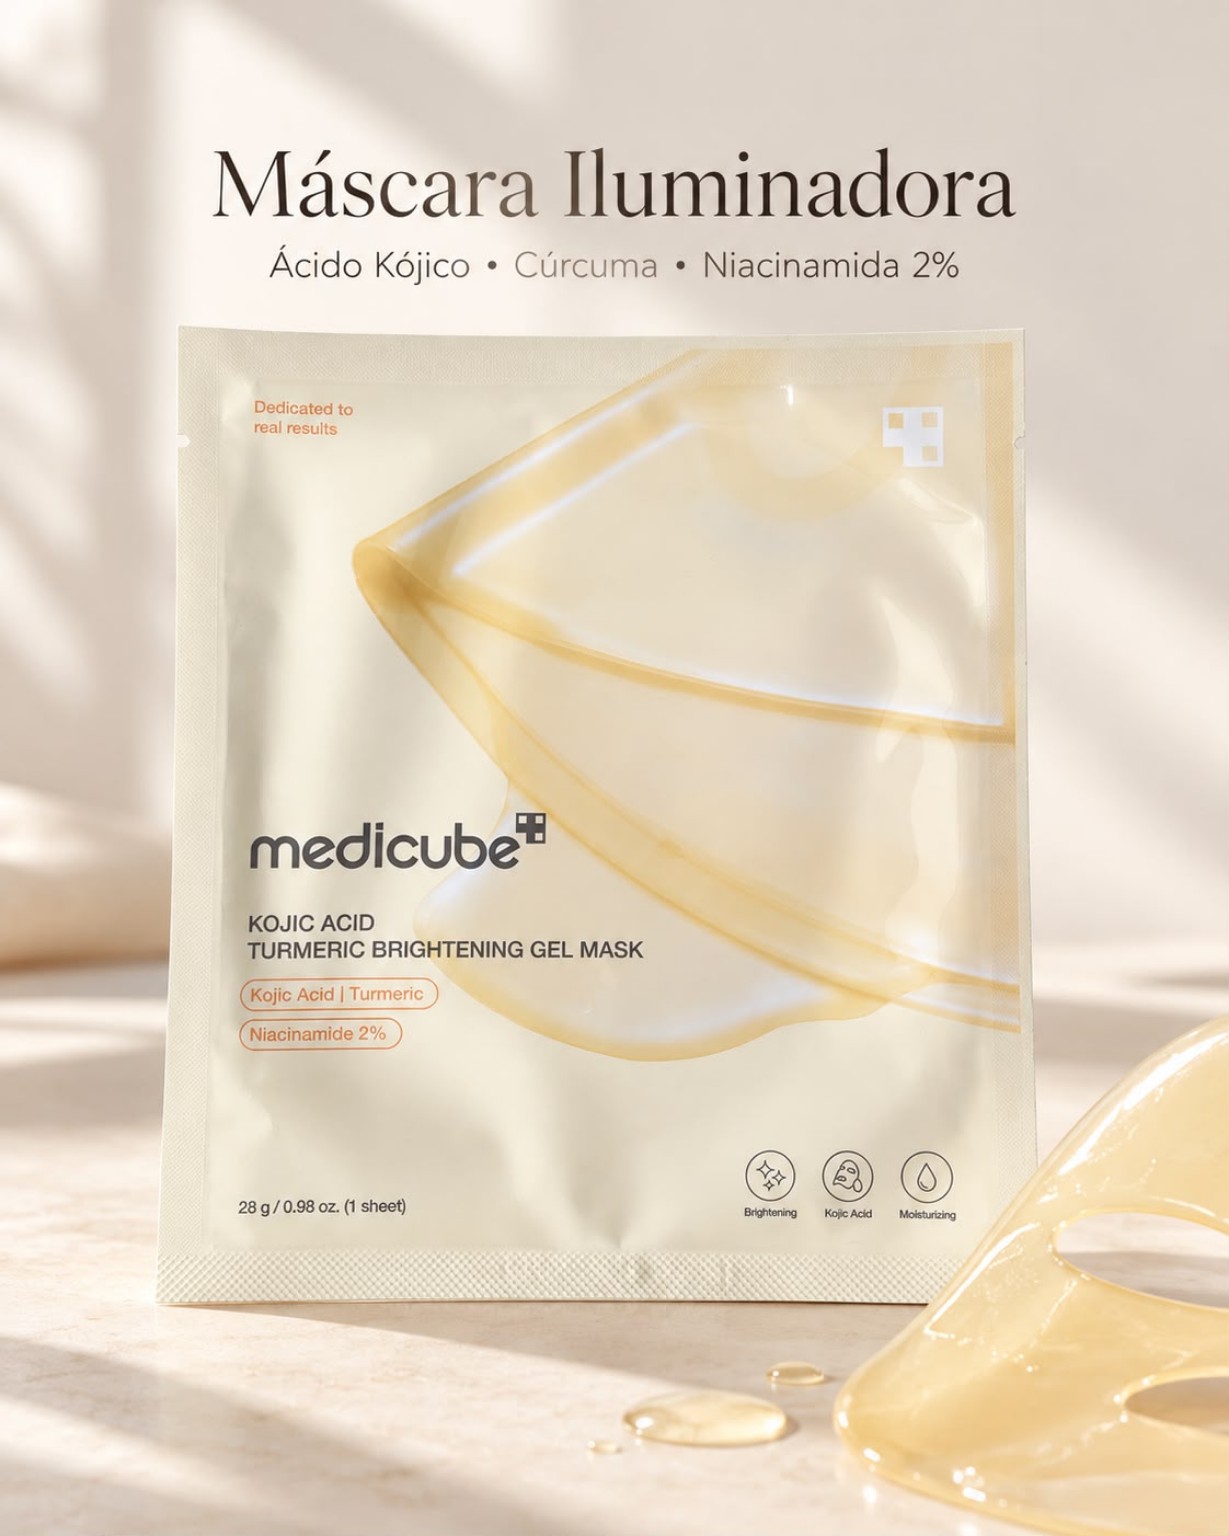 Máscara Iluminadora
Ácido Kójico • Cúrcuma • Niacinamida 2%
Dedicated to
real results
medicube
KOJIC ACID
TURMERIC BRIGHTENING GEL MASK
Kojic Acid | Turmeric
Niacinamide 2%
28 g / 0.98 oz. (1 sheet)
Brightening
Kojic Acid
Moisturizing